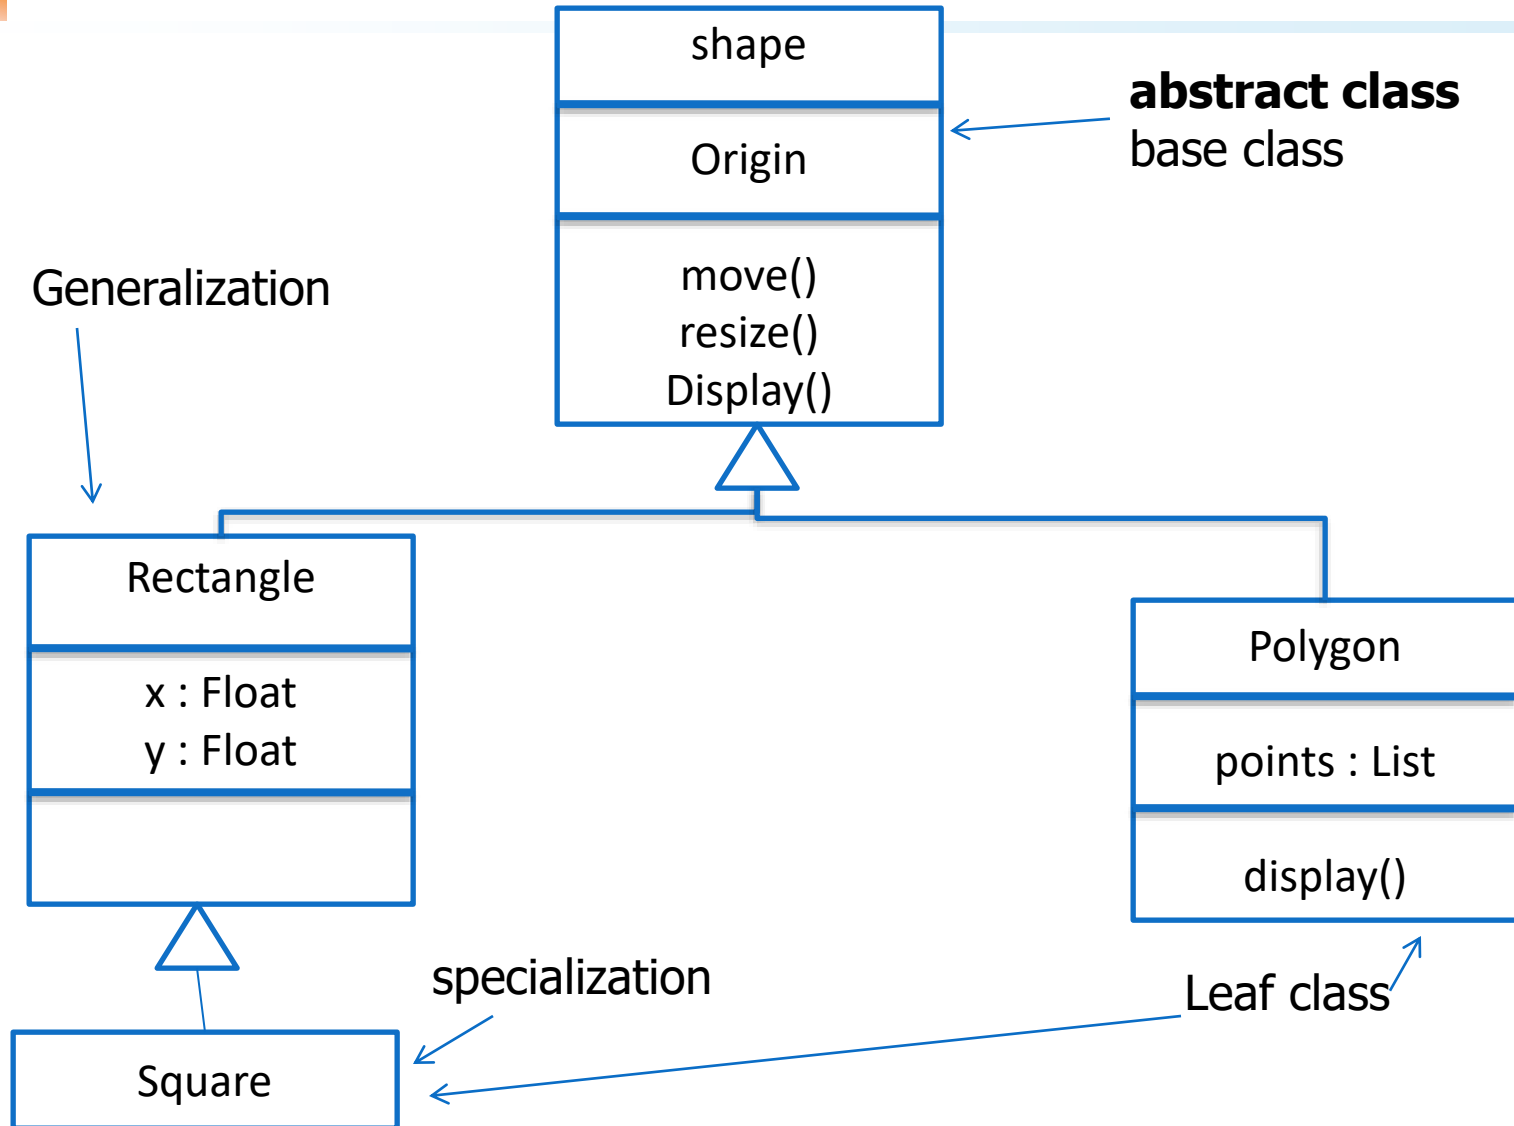 shape
Origin
move()
resize()
Display()
abstract class
base class
Generalization
Rectangle
x : Float
y : Float
Polygon
points : List
display()
specialization
Leaf class
Square